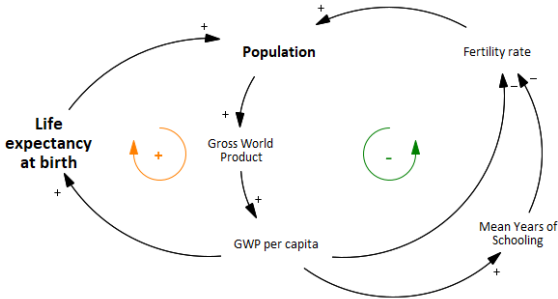 +
+
Population
Fertility rate
−
−
+
Life
expectancy
at birth
+
Gross World
Product
-
+
+
Mean Years of
Schooling
GWP per capita
+